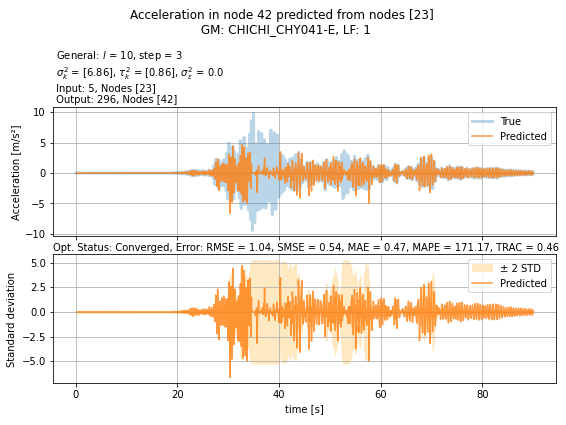 Acceleration in node 42 predicted from nodes [23]
GM: CHICHI_CHY041-E, LF: 1
General: l = 10, step = 3
σ²ₖ = [6.86], τ²ₖ = [0.86], σ²ε = 0.0
Input: 5, Nodes [23]
Output: 296, Nodes [42]
Acceleration [m/s²]
10
5
0
−5
−10
True
Predicted
Opt. Status: Converged, Error: RMSE = 1.04, SMSE = 0.54, MAE = 0.47, MAPE = 171.17, TRAC = 0.46
Standard deviation
5.0
2.5
0.0
−2.5
−5.0
± 2 STD
Predicted
0 20 40 60 80
time [s]